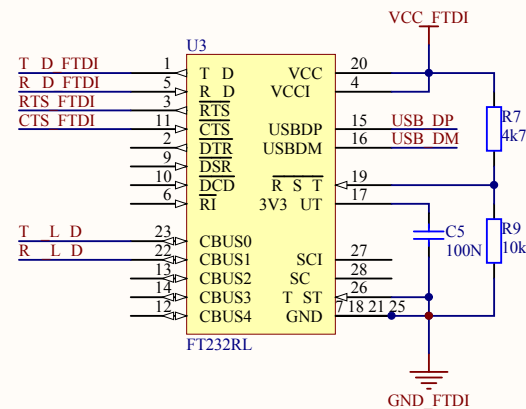 VCC_FTDI
U3
T D_FTDI 1 T D VCC 20
R D_FTDI 5 R D VCCI 4
RTS_FTDI 3 RTS
CTS_FTDI 11 CTS USBDP 15 USB_DP
2 DTR USBDM 16 USB_DM
R7
4k7
9 DSR
10 DCD R S T 19
6 RI 3V3 UT 17
T L D 23 CBUS0
R L D 22 CBUS1 SCI 27
C5
100N
R9
10k
13 CBUS2 SC 28
14 CBUS3 T ST 26
12 CBUS4 GND 7 18 21 25
FT232RL
GND_FTDI